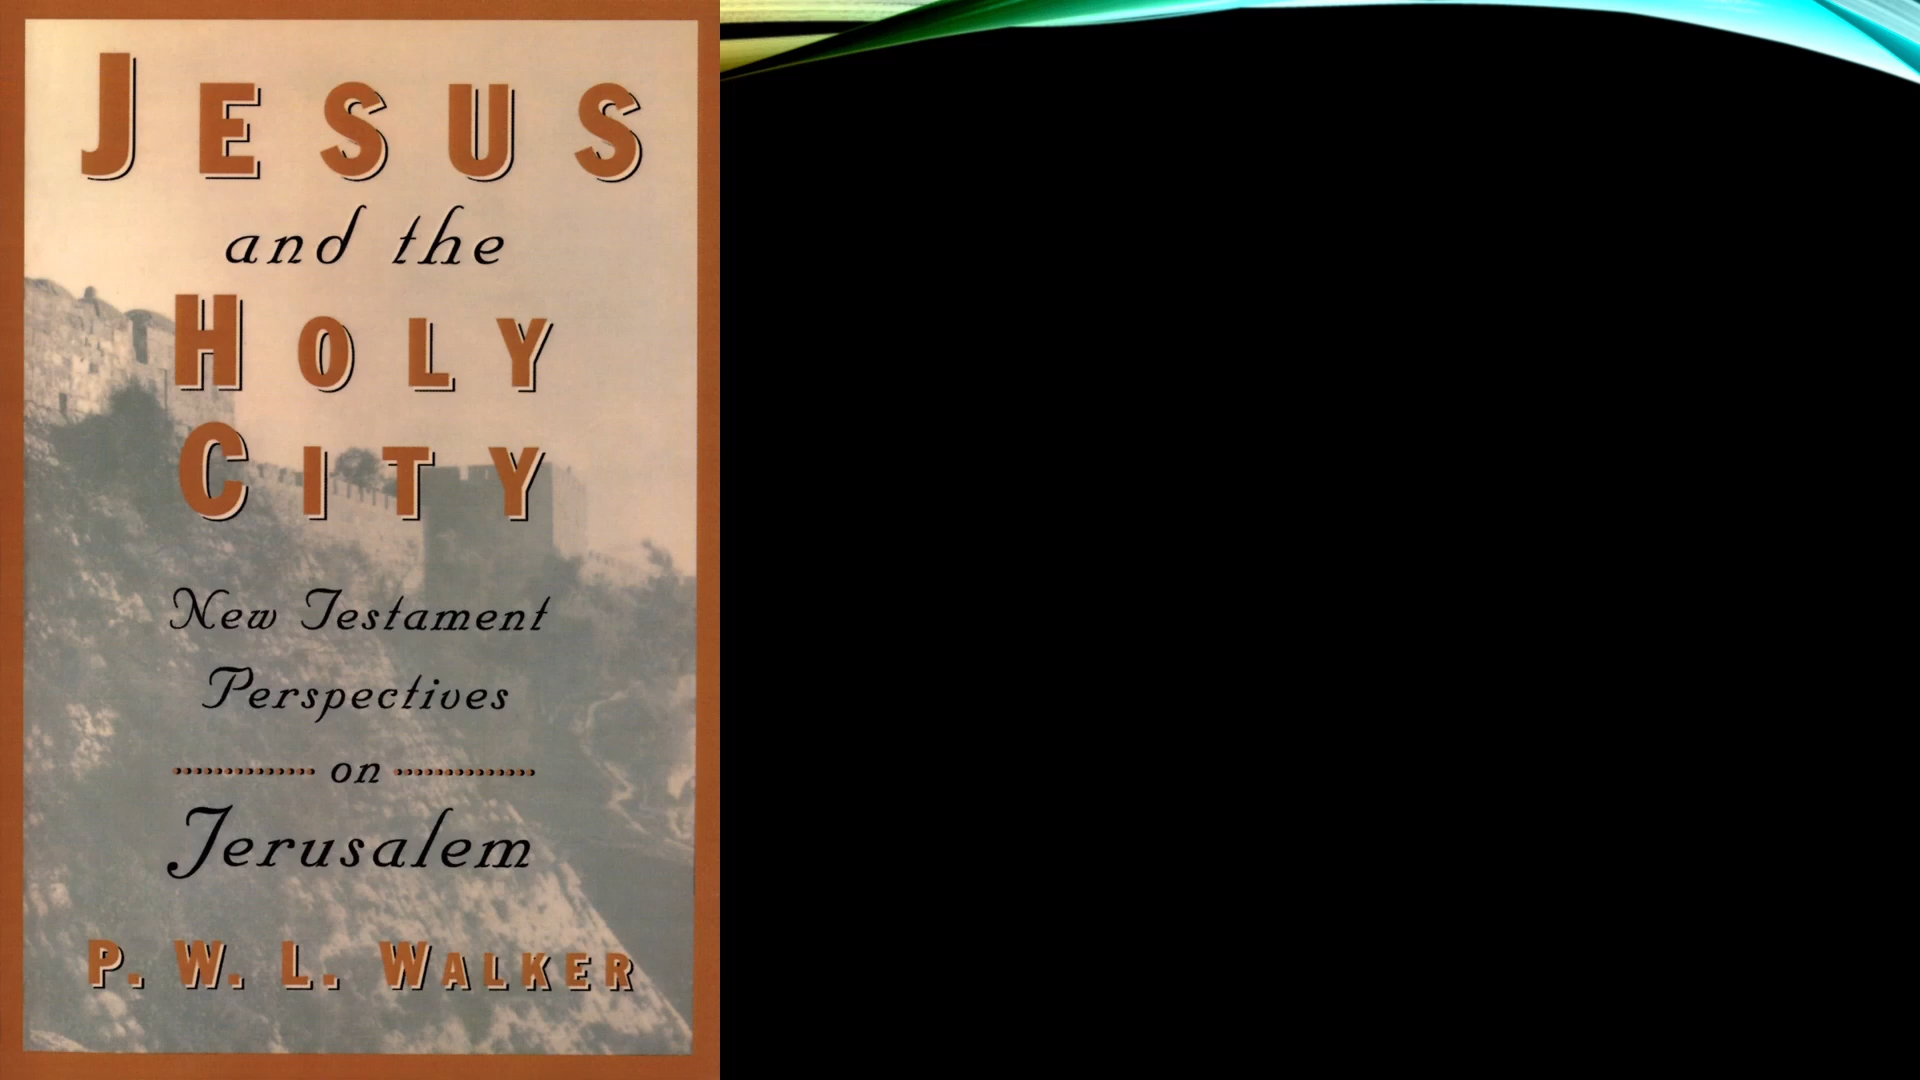 JESUS
and the
HOLY
CITY
New Testament
Perspectives
on
Jerusalem
P. W. L. WALKER